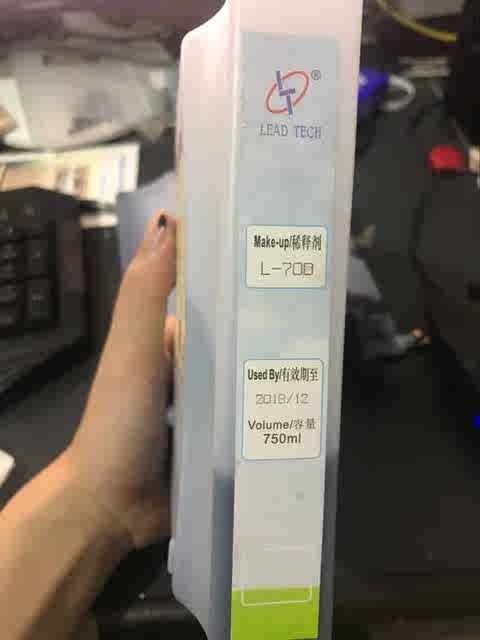 ®
LEAD TECH
Make-up/稀释剂
L-708
Used By/有效期至
2018/12
Volume/容量
750ml